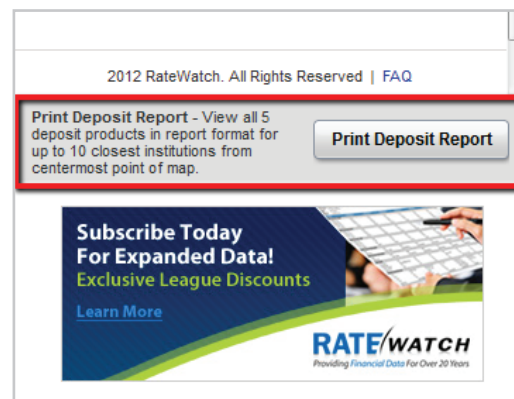 2012 RateWatch. All Rights Reserved | FAQ
Print Deposit Report - View all 5
deposit products in report format for
up to 10 closest institutions from
centermost point of map.
Print Deposit Report
Subscribe Today
For Expanded Data!
Exclusive League Discounts
Learn More
RATE/WATCH
Providing Financial Data For Over 20 Years